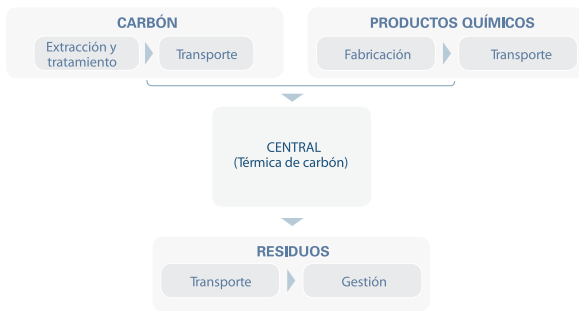 CARBÓN
Extracción y
tratamiento
Transporte
PRODUCTOS QUÍMICOS
Fabricación
Transporte
CENTRAL
(Térmica de carbón)
RESIDUOS
Transporte
Gestión